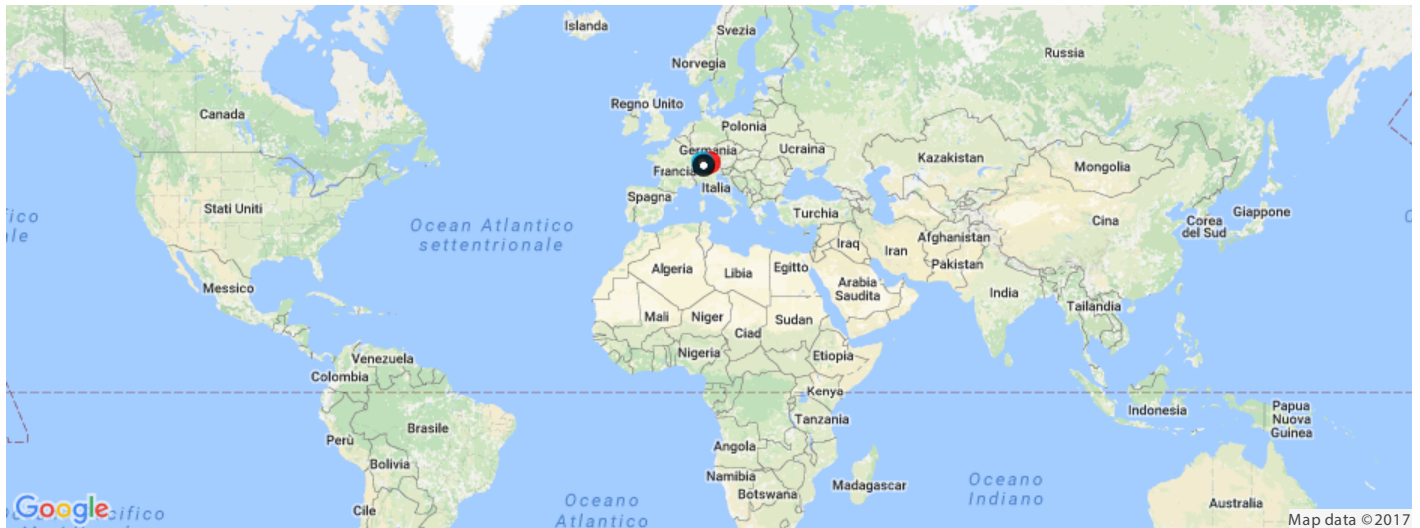 Islanda
Svezia
Norvegia
Russia
Canada
Regno Unito
Polonia
Germania
Ucraina
Kazakistan
Mongolia
Francia
Italia
Spagna
Stati Uniti
Ocean Atlantico
settentrionale
Turchia
Cina
Corea
del Sud
Giappone
Iraq
Iran
Afghanistan
Pakistan
Algeria
Libia
Egitto
Arabia
Saudita
India
Tailandia
Messico
Mali
Niger
Ciad
Sudan
Nigeria
Etiopia
Venezuela
Colombia
Kenya
Tanzania
Indonesia
Papua
Nuova
Guinea
Brasile
Perù
Bolivia
Angola
Namibia
Botswana
Madagascar
Oceano
Indiano
Oceano
Atlantico
Cile
Australia
Google
Map data ©2017